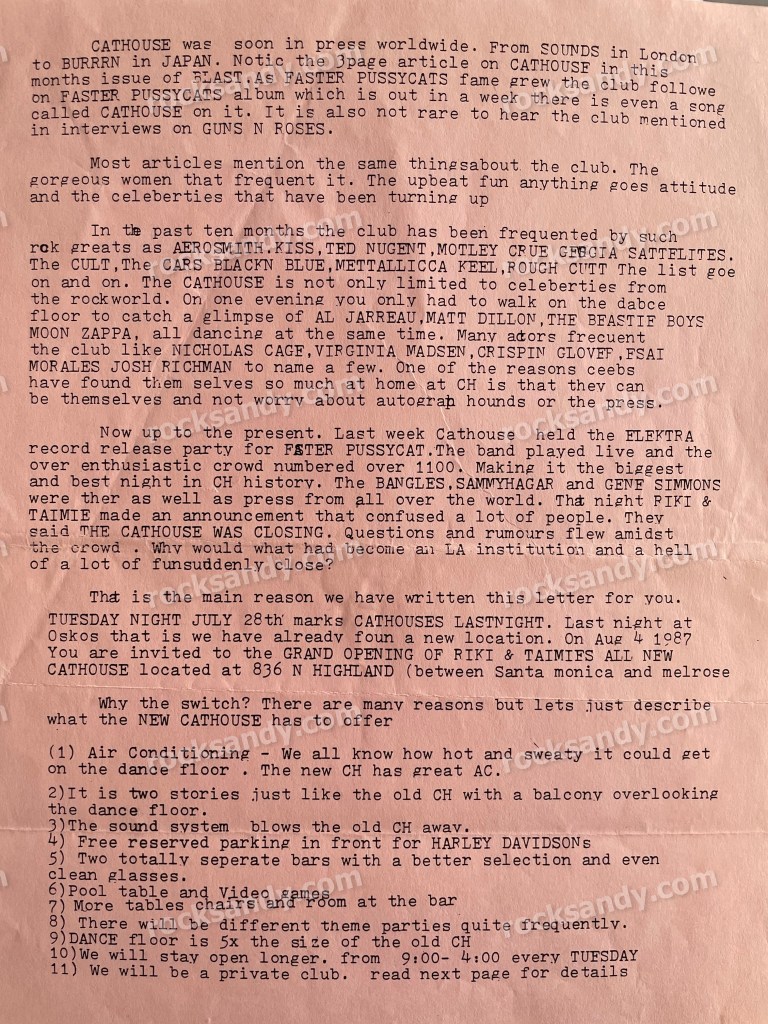 CATHOUSE was soon in press worldwide. From SOUNDS in London
to BURRRN in JAPAN. Notic the 3page article on CATHOUSE in this
months issue of BLAST.As FASTER PUSSYCATS fame grew the club followe
on FASTER PUSSYCATS album which is out in a week there is even a song
called CATHOUSE on it. It is also not rare to hear the club mentioned
in interviews on GUNS N ROSES.
Most articles mention the same thingsabout the club. The
gorgeous women that frequent it. The upbeat fun anything goes attitude
and the celeberties that have been turning up
In the past ten months the club has been frequented by such
rok greats as AEROSMITH.KISS,TED NUGENT,MOTLEY CRUE GEEGIA SATTELITES.
The CULT,The CARS BLACKN BLUE,METTALLICCA KEEL,ROUGH CUTT The list goe
on and on. The CATHOUSE is not only limited to celeberties from
the rockworld. On one evening you only had to walk on the dabce
floor to catch a glimpse of AL JARREAU,MATT DILLON,THE BEASTIE BOYS
MOON ZAPPA, all dancing at the same time. Many actors frecuent
the club like NICHOLAS CAGE,VIRGINIA MADSEN,CRISPIN GLOVEF,ESAI
MORALES JOSH RICHMAN to name a few. One of the reasons ceebs
have found them selves so much at home at CH is that they can
be themselves and not worry about autograph hounds or the press.
Now up to the present. Last week Cathouse held the ELEKTRA
record release party for FSTER PUSSYCAT.The band played live and the
over enthusiastic crowd numbered over 1100. Making it the biggest
and best night in CH history. The BANGLES,SAMMYHAGAR and GENE SIMMONS
were ther as well as press from all over the world. That night RIKI &
TAIMIE made an announcement that confused a lot of people. They
said THE CATHOUSE WAS CLOSING. Questions and rumours flew amidst
the crowd . Why would what had become an LA institution and a hell
of a lot of funsuddenly close?
That is the main reason we have written this letter for you.
TUESDAY NIGHT JULY 28th marks CATHOUSES LASTNIGHT. Last night at
Oskos that is we have already foun a new location. On Aug 4 1987
You are invited to the GRAND OPENING OF RIKI & TAIMIES ALL NEW
CATHOUSE located at 836 N HIGHLAND (between Santa monica and melrose
Why the switch? There are many reasons but lets just describe
what the NEW CATHOUSE has to offer
(1) Air Conditioning - We all know how hot and sweaty it could get
on the dance floor . The new CH has great AC.
2)It is two stories just like the old CH with a balcony overlooking
the dance floor.
3)The sound system blows the old CH away.
4) Free reserved parking in front for HARLEY DAVIDSONs
5) Two totally seperate bars with a better selection and even
clean glasses.
6)Pool table and Video games
7) More tables chairs and room at the bar
8) There will be different theme parties quite frequently.
9)DANCE floor is 5x the size of the old CH
10)We will stay open longer. from 9:00- 4:00 every TUESDAY
11) We will be a private club. read next page for details
rocksandy.com